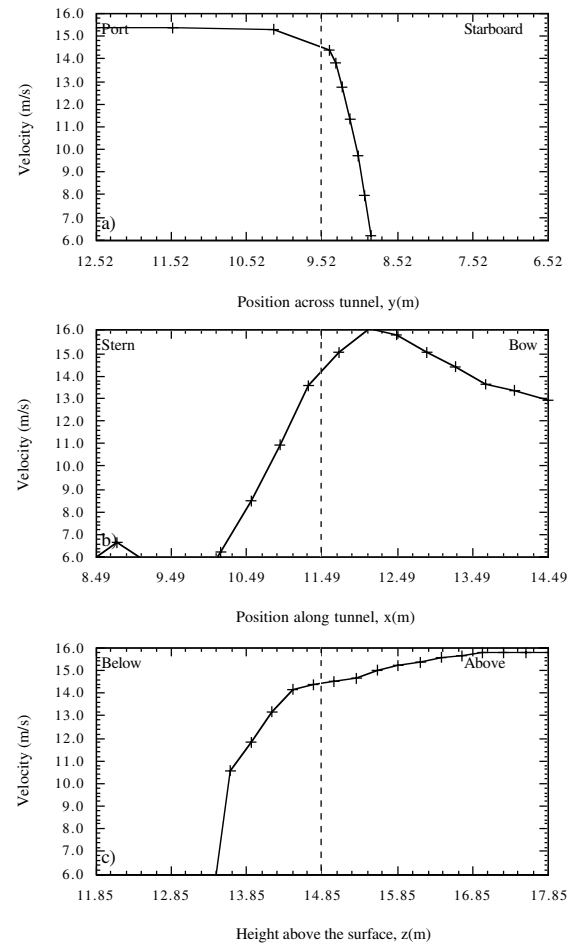 16.0
Port Starboard
15.0
14.0
13.0
12.0
11.0
10.0
9.0
8.0
7.0
a)
6.0
12.52 11.52 10.52 9.52 8.52 7.52 6.52
Velocity (m/s)
Position across tunnel, y(m)
16.0
Stern Bow
15.0
14.0
13.0
12.0
11.0
10.0
9.0
8.0
7.0
b)
6.0
8.49 9.49 10.49 11.49 12.49 13.49 14.49
Velocity (m/s)
Position along tunnel, x(m)
16.0
Below Above
15.0
14.0
13.0
12.0
11.0
10.0
9.0
8.0
7.0
c)
6.0
11.85 12.85 13.85 14.85 15.85 16.85 17.85
Velocity (m/s)
Height above the surface, z(m)